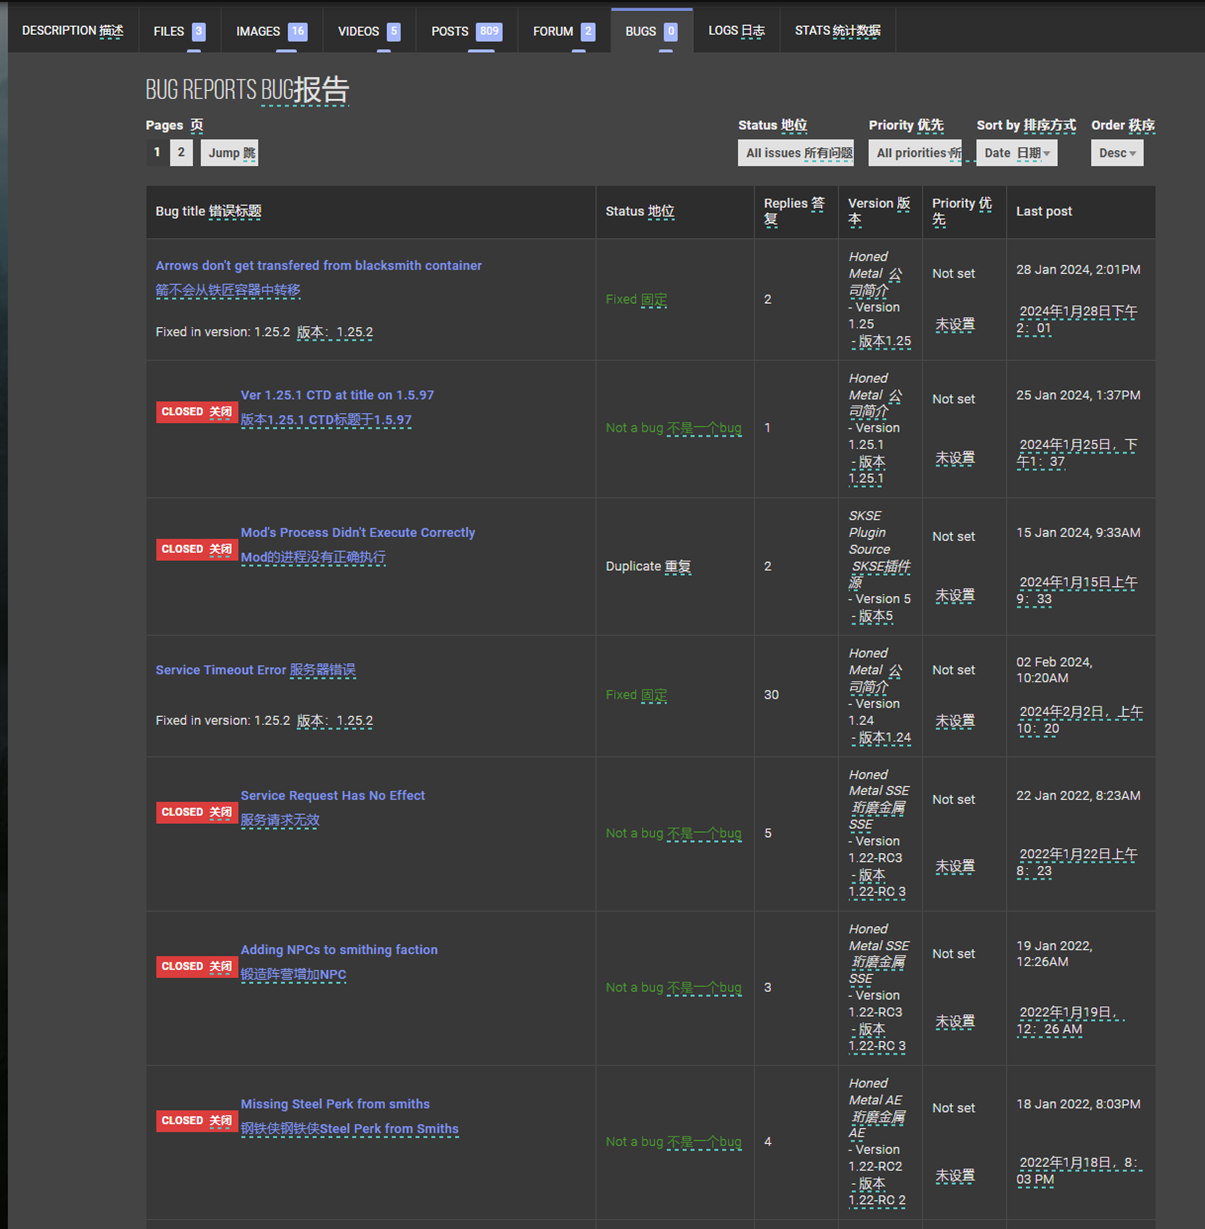 DESCRIPTION 描述
FILES 3
IMAGES 16
VIDEOS 5
POSTS 809
FORUM 2
BUGS 0
LOGS 日志
STATS 统计数据
BUG REPORTS BUG报告
Pages 页
1 2 Jump 跳
Status 地位
All issues 所有问题
Priority 优先
All priorities 所
Sort by 排序方式
Date 日期
Order 秩序
Desc
Bug title 错误标题
Status 地位
Replies 答
复
Version 版
本
Priority 优
先
Last post
Arrows don't get transfered from blacksmith container
箭不会从铁匠容器中转移
Fixed in version: 1.25.2 版本：1.25.2
Fixed 固定
2
Honed
Metal 公
司简介
- Version
1.25
- 版本1.25
Not set
未设置
28 Jan 2024, 2:01PM
2024年1月28日下午
2：01
CLOSED 关闭
Ver 1.25.1 CTD at title on 1.5.97
版本1.25.1 CTD标题于1.5.97
Not a bug 不是一个bug
1
Honed
Metal 公
司简介
- Version
1.25.1
- 版本
1.25.1
Not set
未设置
25 Jan 2024, 1:37PM
2024年1月25日，下
午1：37
CLOSED 关闭
Mod's Process Didn't Execute Correctly
Mod的进程没有正确执行
Duplicate 重复
2
SKSE
Plugin
Source
SKSE插件
源
- Version 5
- 版本5
Not set
未设置
15 Jan 2024, 9:33AM
2024年1月15日上午
9：33
Service Timeout Error 服务器错误
Fixed in version: 1.25.2 版本：1.25.2
Fixed 固定
30
Honed
Metal 公
司简介
- Version
1.24
- 版本1.24
Not set
未设置
02 Feb 2024,
10:20AM
2024年2月2日，上午
10：20
CLOSED 关闭
Service Request Has No Effect
服务请求无效
Not a bug 不是一个bug
5
Honed
Metal SSE
珩磨金属
SSE
- Version
1.22-RC3
- 版本
1.22-RC 3
Not set
未设置
22 Jan 2022, 8:23AM
2022年1月22日上午
8：23
CLOSED 关闭
Adding NPCs to smithing faction
锻造阵营增加NPC
Not a bug 不是一个bug
3
Honed
Metal SSE
珩磨金属
SSE
- Version
1.22-RC3
- 版本
1.22-RC 3
Not set
未设置
19 Jan 2022,
12:26AM
2022年1月19日，
12：26 AM
CLOSED 关闭
Missing Steel Perk from smiths
钢铁侠钢铁侠Steel Perk from Smiths
Not a bug 不是一个bug
4
Honed
Metal AE
珩磨金属
AE
- Version
1.22-RC2
- 版本
1.22-RC 2
Not set
未设置
18 Jan 2022, 8:03PM
2022年1月18日，8：
03 PM